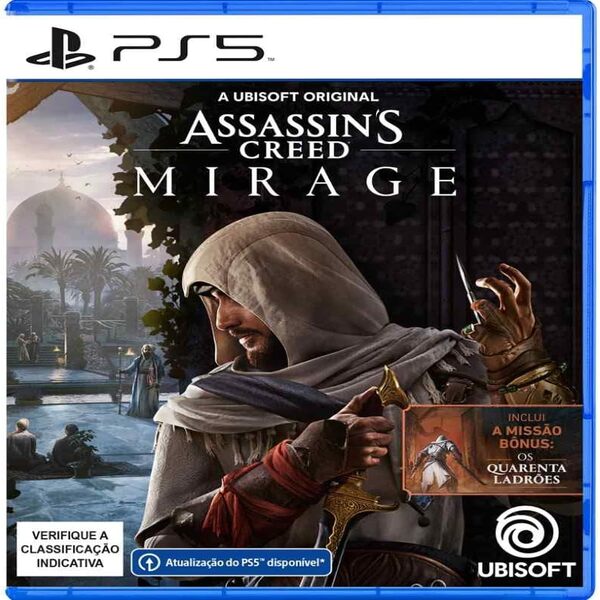 PS5™
A UBISOFT ORIGINAL
ASSASSIN'S
CREED
MIRAGE
INCLUI
A MISSÃO
BÔNUS:
OS
QUARENTA
LADRÕES
VERIFIQUE A
CLASSIFICAÇÃO
INDICATIVA
Atualização do PS5™ disponível*
UBISOFT